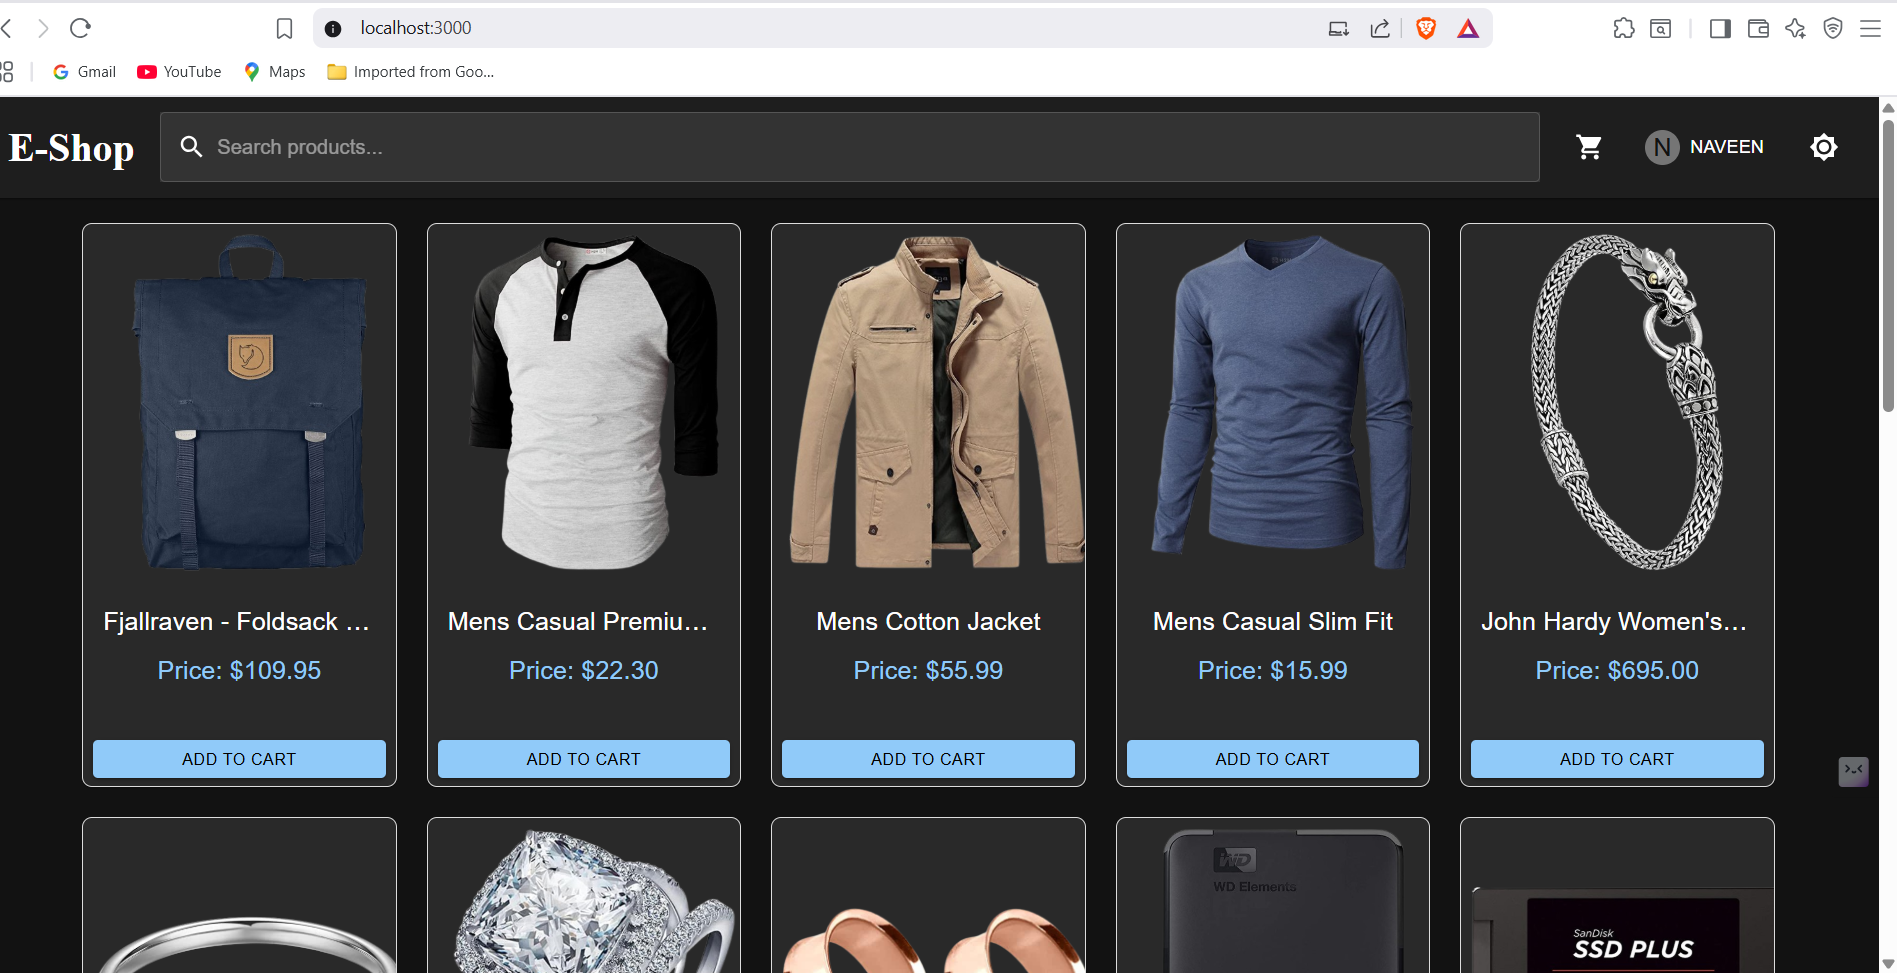 localhost:3000
Gmail
YouTube
Maps
Imported from Goo...
E-Shop
Search products...
N
NAVEEN
Fjallraven - Foldsack ...
Mens Casual Premiu...
Mens Cotton Jacket
Mens Casual Slim Fit
John Hardy Women's...
Price: $109.95
Price: $22.30
Price: $55.99
Price: $15.99
Price: $695.00
ADD TO CART
ADD TO CART
ADD TO CART
ADD TO CART
ADD TO CART
WD
WD Elements
SanDisk
SSD PLUS